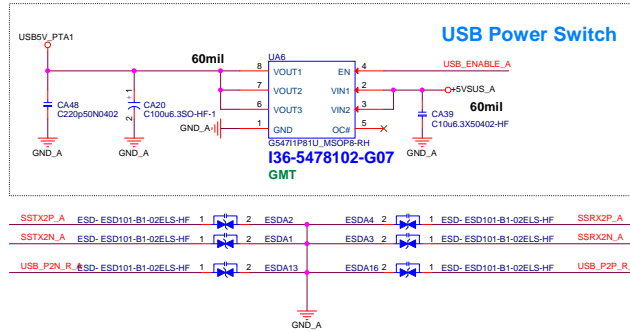 USB Power Switch
USB5V_PTA1
60mil
UA6
8 VOUT1 EN 4 USB_ENABLE_A
7 VOUT2 VIN1 2 +5VSUS_A
6 VOUT3 VIN2 3 60mil
GND_A 1 GND OC# 5
CA48
C220p50N0402
1 CA20
2 C100u6.3SO-HF-1
CA39
C10u6.3X50402-HF
G547I1P81U_MSOP8-RH
I36-5478102-G07
GMT
GND_A GND_A GND_A
SSTX2P_A ESD- ESD101-B1-02ELS-HF 1 2 ESDA2 ESDA4 2 1 ESD- ESD101-B1-02ELS-HF SSRX2P_A
SSTX2N_A ESD- ESD101-B1-02ELS-HF 1 2 ESDA1 ESDA3 2 1 ESD- ESD101-B1-02ELS-HF SSRX2N_A
USB_P2N_R_A ESD- ESD101-B1-02ELS-HF 1 2 ESDA13 ESDA16 2 1 ESD- ESD101-B1-02ELS-HF USB_P2P_R
GND_A